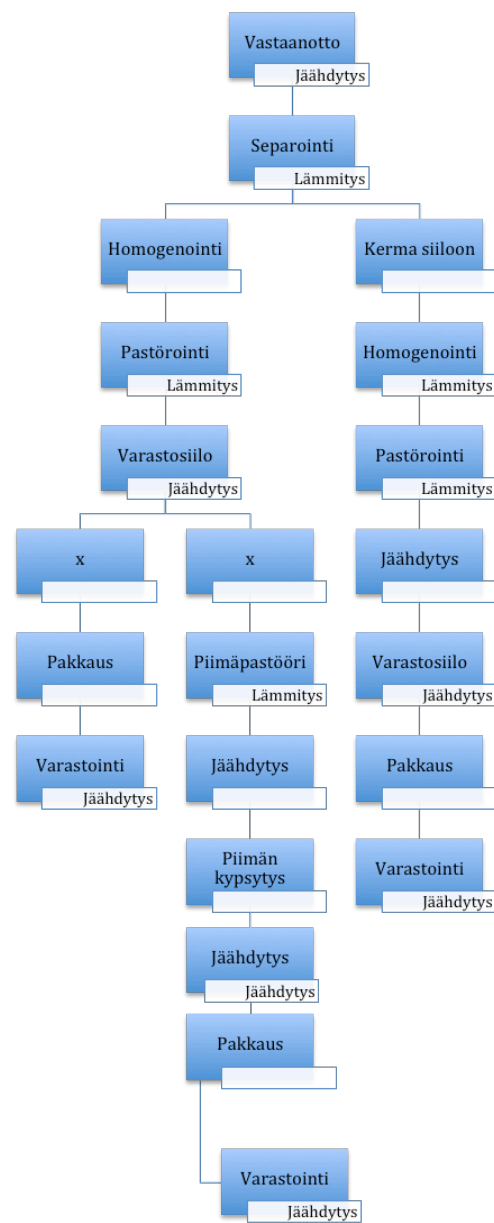 Vastaanotto
Jäähdytys
Separointi
Lämmitys
Homogenointi
Pastörointi
Lämmitys
Varastosiilo
Jäähdytys
x
Pakkaus
Varastointi
Jäähdytys
x
Piimäpastööri
Lämmitys
Jäähdytys
Piimän
kypsytys
Jäähdytys
Jäähdytys
Pakkaus
Varastointi
Jäähdytys
Kerma siiloon
Homogenointi
Lämmitys
Pastörointi
Lämmitys
Jäähdytys
Varastosiilo
Jäähdytys
Pakkaus
Varastointi
Jäähdytys